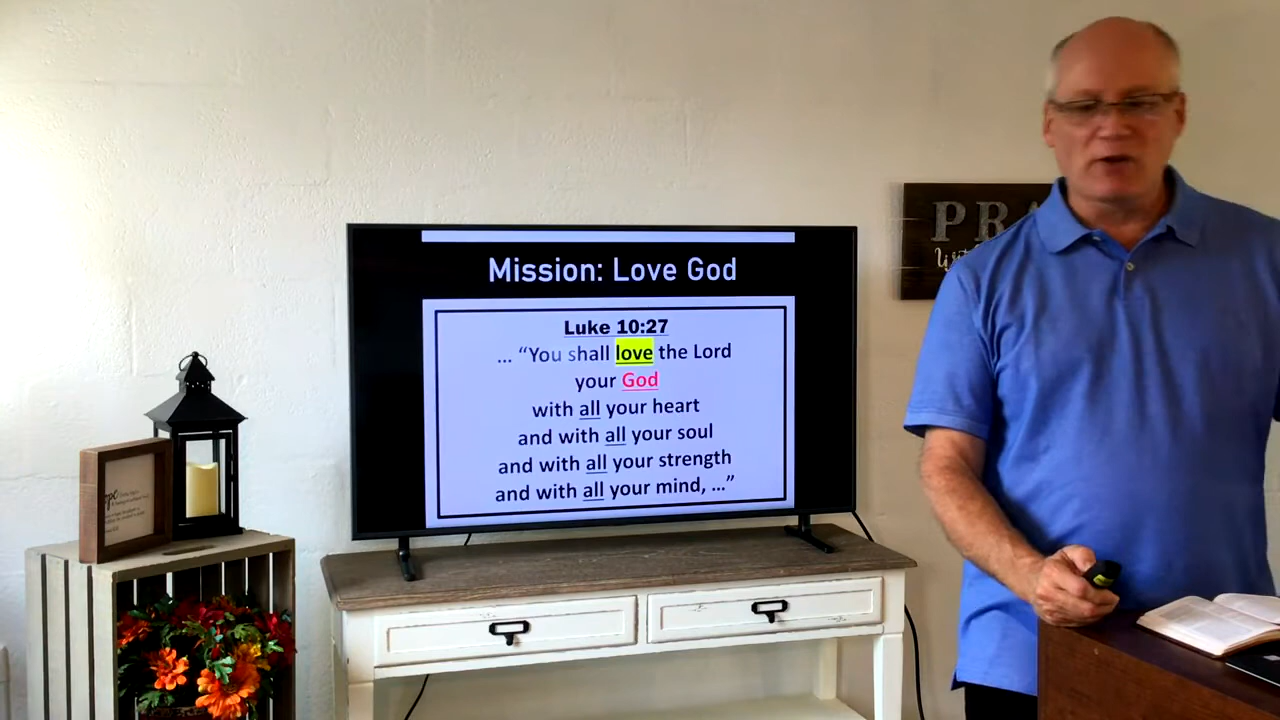 PRA
Mission: Love God
Luke 10:27
... “You shall love the Lord
your God
with all your heart
and with all your soul
and with all your strength
and with all your mind, ...”